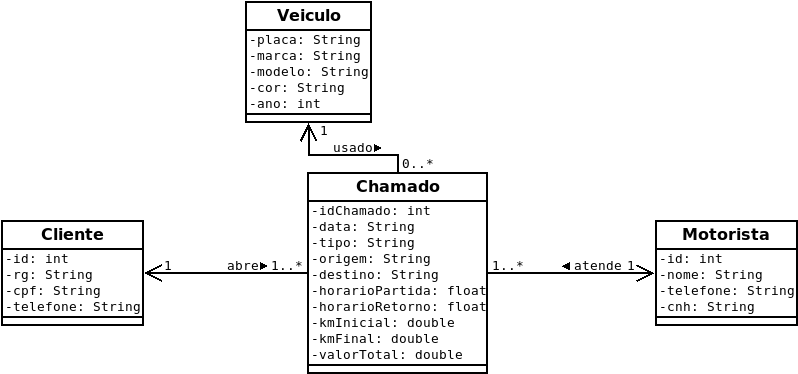 Veiculo
-placa: String
-marca: String
-modelo: String
-cor: String
-ano: int
1
usado
0..*
Chamado
-idChamado: int
-data: String
-tipo: String
-origem: String
-destino: String
-horarioPartida: float
-horarioRetorno: float
-kmInicial: double
-kmFinal: double
-valorTotal: double
Cliente
-id: int
-rg: String
-cpf: String
-telefone: String
1
abre
1..*
1..*
atende
1
Motorista
-id: int
-nome: String
-telefone: String
-cnh: String